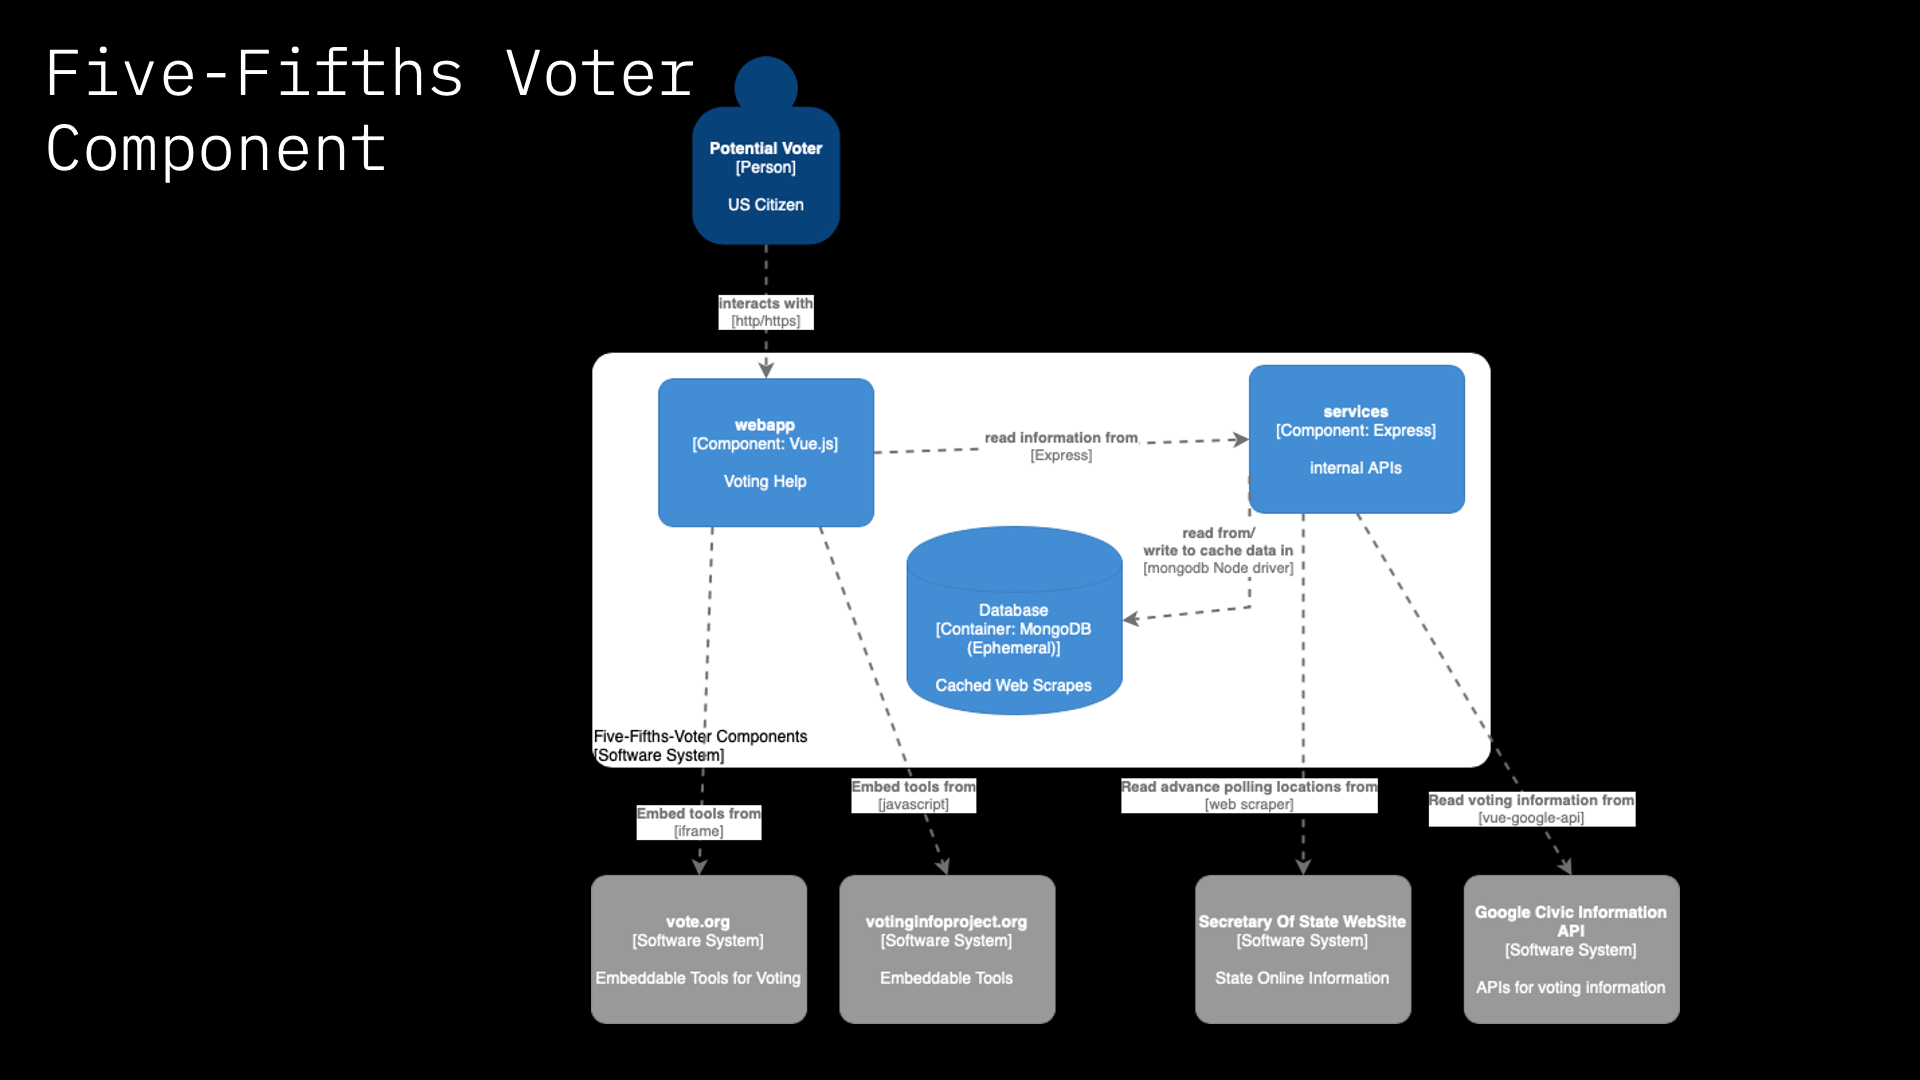 Five-Fifths Voter
Component
Potential Voter
[Person]
US Citizen
interacts with
[http/https]
webapp
[Component: Vue.js]
Voting Help
read information from
[Express]
services
[Component: Express]
internal APIs
read from/
write to cache data in
[mongodb Node driver]
Database
[Container: MongoDB
(Ephemeral)]
Cached Web Scrapes
Five-Fifths-Voter Components
[Software System]
Embed tools from
[iframe]
Embed tools from
[javascript]
Read advance polling locations from
[web scraper]
Read voting information from
[vue-google-api]
vote.org
[Software System]
Embeddable Tools for Voting
votinginfoproject.org
[Software System]
Embeddable Tools
Secretary Of State WebSite
[Software System]
State Online Information
Google Civic Information
API
[Software System]
APIs for voting information